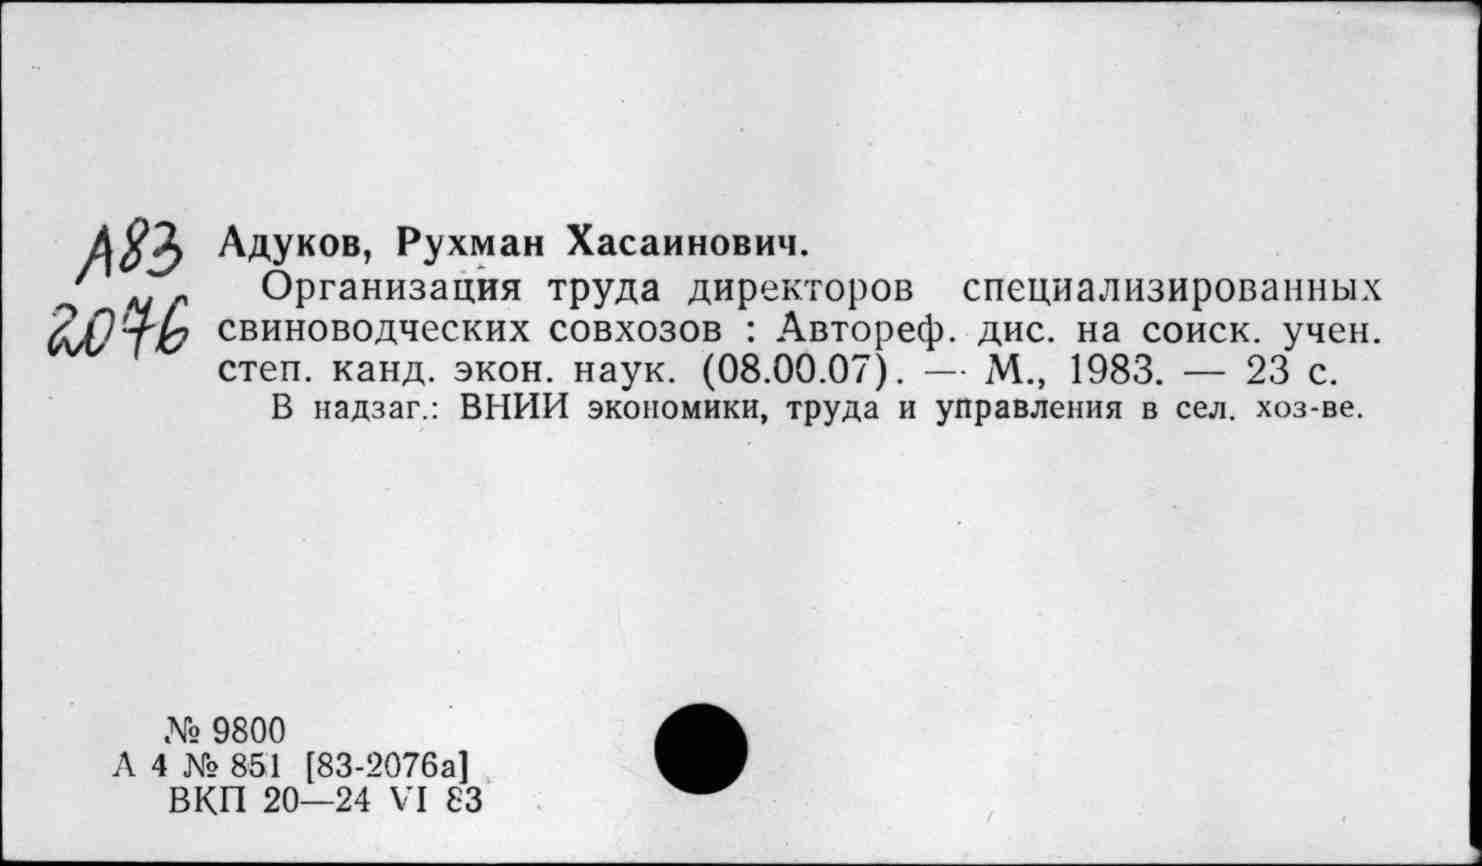 А83
2076
Адуков, Рухман Хасаинович.
Организация труда директоров специализированных
свиноводческих совхозов : Автореф. дис. на соиск. учен.
степ. канд. экон. наук. (08.00.07). — М., 1983. — 23 с.
В надзаг.: ВНИИ экономики, труда и управления в сел. хоз-ве.
№ 9800
А 4 № 851 [83-2076а]
ВКП 20—24 VI 83